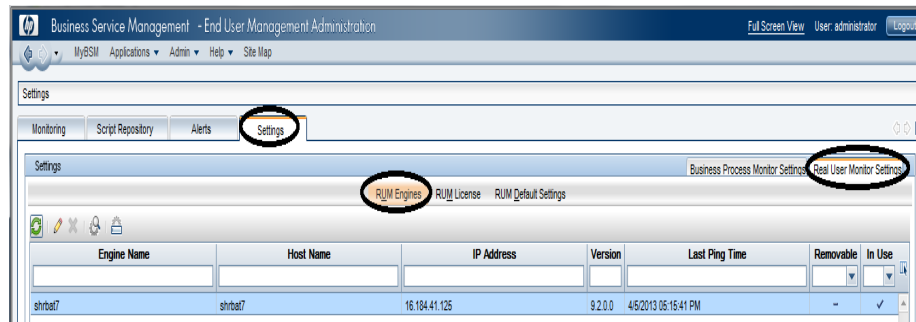 hp Business Service Management - End User Management Administration Full Screen View User: administrator Logout
MyBSM Applications Admin Help Site Map
Settings
Monitoring Script Repository Alerts Settings
Settings Business Process Monitor Settings Real User Monitor Settings
RUM Engines RUM License RUM Default Settings
Engine Name Host Name IP Address Version Last Ping Time Removable In Use
shrbat7 shrbat7 16.184.41.125 9.2.0.0 4/5/2013 05:15:41 PM --